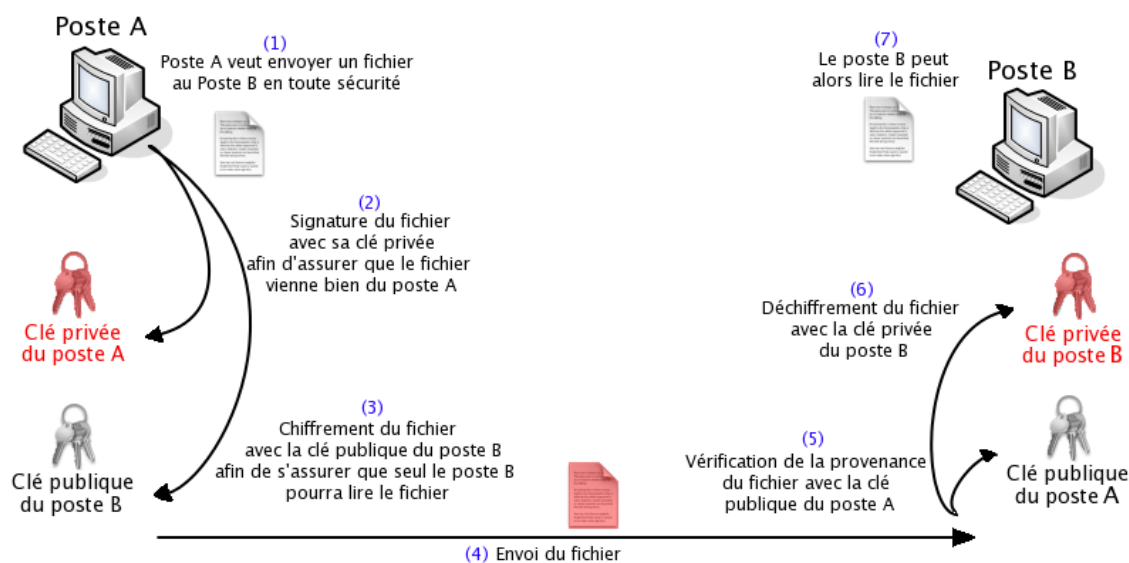 Poste A
(1)
Poste A veut envoyer un fichier
au Poste B en toute sécurité
(2)
Signature du fichier
avec sa clé privée
afin d'assurer que le fichier
vienne bien du poste A
Clé privée
du poste A
(3)
Chiffrement du fichier
avec la clé publique du poste B
afin de s'assurer que seul le poste B
pourra lire le fichier
Clé publique
du poste B
(4) Envoi du fichier
(5)
Vérification de la provenance
du fichier avec la clé
publique du poste A
Clé publique
du poste A
(6)
Déchiffrement du fichier
avec la clé privée
du poste B
Clé privée
du poste B
(7)
Le poste B peut
alors lire le fichier
Poste B